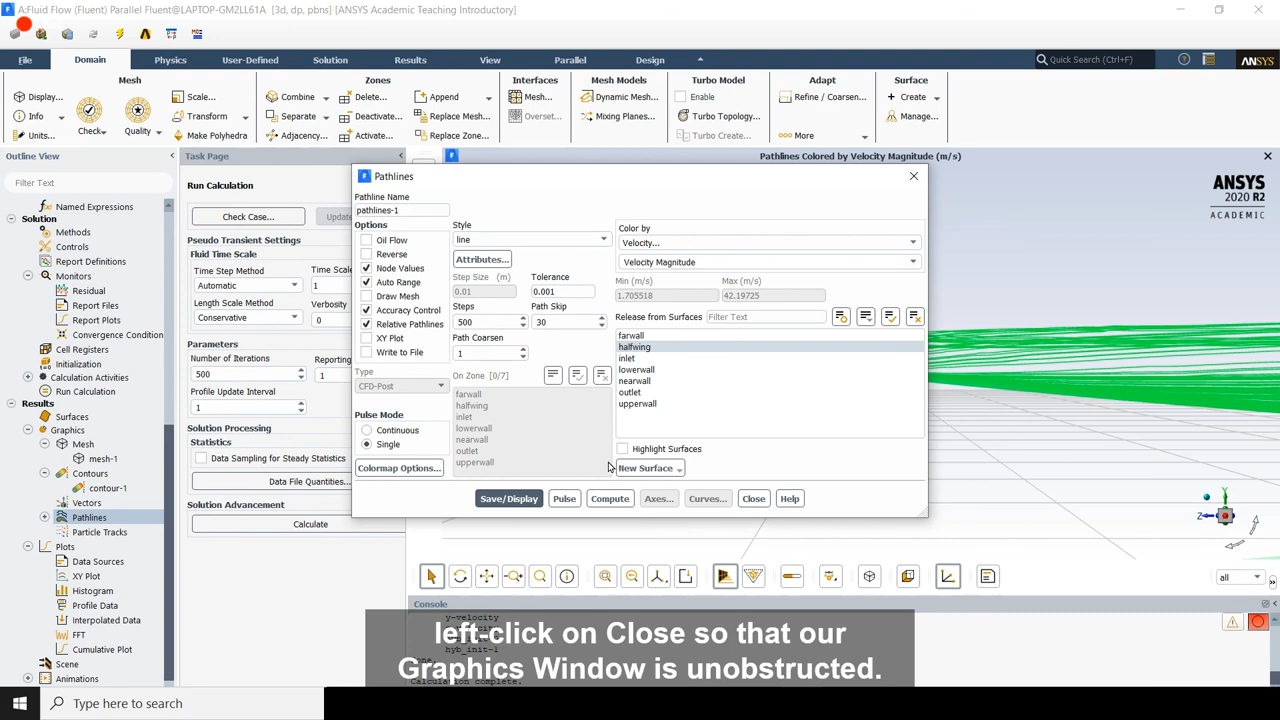 A:Fluid Flow (Fluent) Parallel Fluent@LAPTOP-GM2LL61A [3d, dp, pbns] [ANSYS Academic Teaching Introductory]
File Domain Physics User-Defined Solution Results View Parallel Design Quick Search (Ctrl+F) ANSYS
Mesh Zones Interfaces Mesh Models Turbo Model Adapt Surface
Display... Scale... Combine Delete... Append Mesh... Dynamic Mesh... Enable Refine / Coarsen... Create
Info Check Quality Transform Separate Deactivate... Replace Mesh... Overset... Mixing Planes... Turbo Topology... Manage...
Units... Make Polyhedra Adjacency... Activate... Replace Zone... Turbo Create... More
Outline View
Filter Text
Named Expressions
Solution
Methods
Controls
Report Definitions
Monitors
Residual
Report Files
Report Plots
Convergence Condition
Cell Registers
Initialization
Calculation Activities
Run Calculation
Results
Surfaces
Graphics
Mesh
mesh-1
Contours
contour-1
Vectors
Pathlines
Particle Tracks
Plots
Data Sources
XY Plot
Histogram
Profile Data
Interpolated Data
FFT
Cumulative Plot
Scene
Animations
Task Page
Run Calculation
Check Case... Update
Pseudo Transient Settings
Fluid Time Scale
Time Step Method Time Scale
Automatic 1
Length Scale Method Verbosity
Conservative 0
Parameters
Number of Iterations Reporting
500 1
Profile Update Interval
1
Solution Processing
Statistics
Data Sampling for Steady Statistics
Data File Quantities...
Solution Advancement
Calculate
Pathlines Colored by Velocity Magnitude (m/s)
ANSYS
2020 R2
ACADEMIC
Pathlines
Pathline Name
pathlines-1
Options
Oil Flow
Reverse
Node Values
Auto Range
Draw Mesh
Accuracy Control
Relative Pathlines
XY Plot
Write to File
Type
CFD-Post
Pulse Mode
Continuous
Single
Colormap Options...
Style
line
Attributes...
Step Size (m) Tolerance
0.01 0.001
Steps Path Skip
500 30
Path Coarsen
1
On Zone [0/7]
farwall
halfwing
inlet
lowerwall
nearwall
outlet
upperwall
Color by
Velocity...
Velocity Magnitude
Min (m/s) Max (m/s)
1.705518 42.19725
Release from Surfaces Filter Text
farwall
halfwing
inlet
lowerwall
nearwall
outlet
upperwall
Highlight Surfaces
New Surface
Save/Display Pulse Compute Axes... Curves... Close Help
Z
all
Console
y-velocity
hyb_init-1
Calculation complete.
left-click on Close so that our
Graphics Window is unobstructed.
Type here to search